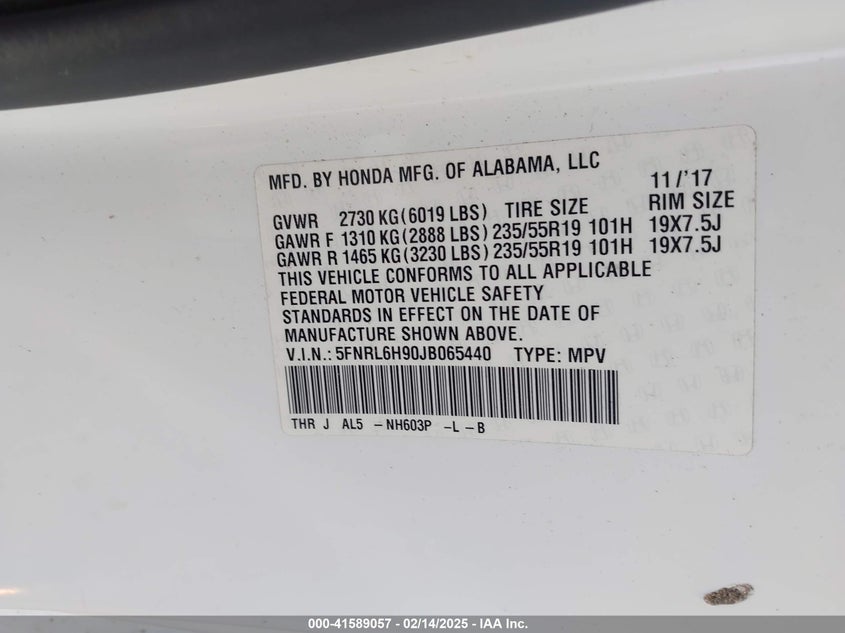 MFD. BY HONDA MFG. OF ALABAMA, LLC 11/'17
GVWR 2730 KG(6019 LBS) TIRE SIZE RIM SIZE
GAWR F 1310 KG(2888 LBS) 235/55R19 101H 19X7.5J
GAWR R 1465 KG(3230 LBS) 235/55R19 101H 19X7.5J
THIS VEHICLE CONFORMS TO ALL APPLICABLE
FEDERAL MOTOR VEHICLE SAFETY
STANDARDS IN EFFECT ON THE DATE OF
MANUFACTURE SHOWN ABOVE.
V.I.N.: 5FNRL6H90JB065440 TYPE: MPV
THR J AL5 -NH603P -L -B
000-41589057 - 02/14/2025 - IAA Inc.